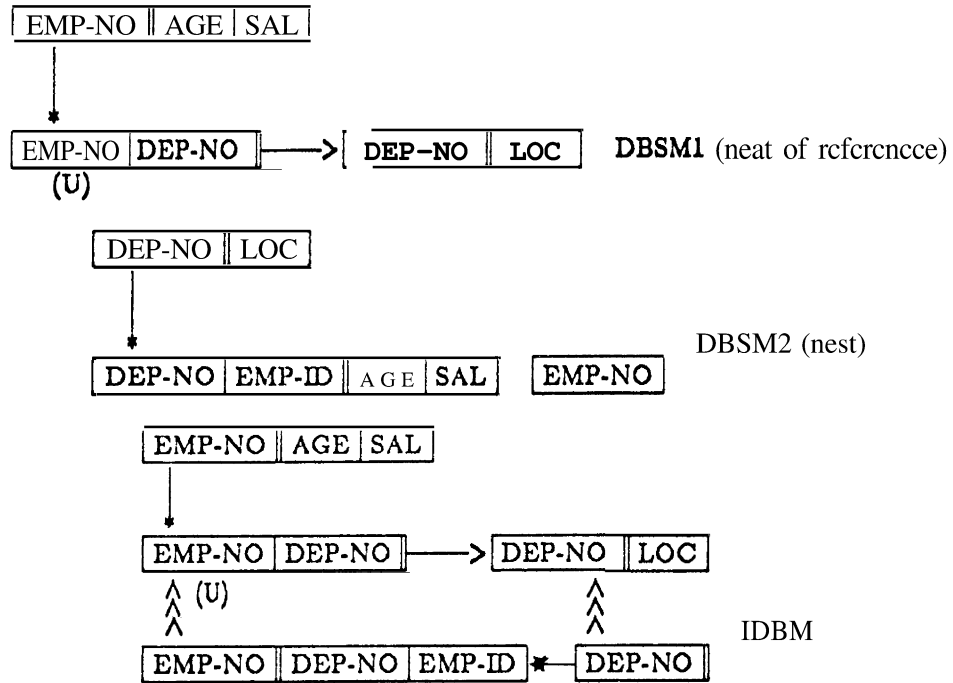 EMP-NO AGE SAL
EMP-NO DEP-NO DEP-NO LOC DBSM1 (neat of rcfcrcncce)
(U)
DEP-NO LOC
DBSM2 (nest)
DEP-NO EMP-ID AGE SAL EMP-NO
EMP-NO AGE SAL
EMP-NO DEP-NO DEP-NO LOC
(U)
IDBM
EMP-NO DEP-NO EMP-ID DEP-NO